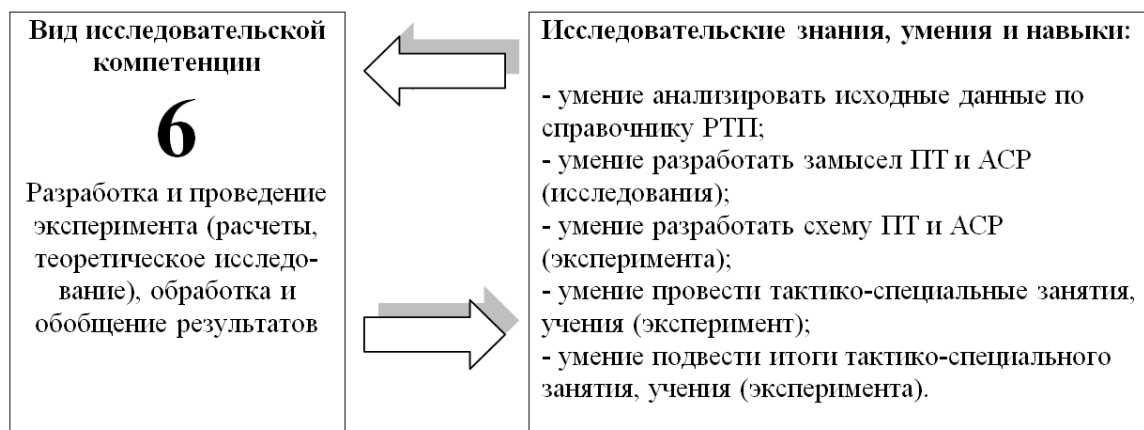 Вид исследовательской
компетенции
6
Разработка и проведение
эксперимента (расчеты,
теоретическое исследо-
вание), обработка и
обобщение результатов
Исследовательские знания, умения и навыки:
- умение анализировать исходные данные по
справочнику РТП;
- умение разработать замысел ПТ и АСР
(исследования);
- умение разработать схему ПТ и АСР
(эксперимента);
- умение провести тактико-специальные занятия,
учения (эксперимент);
- умение подвести итоги тактико-специального
занятия, учения (эксперимента).